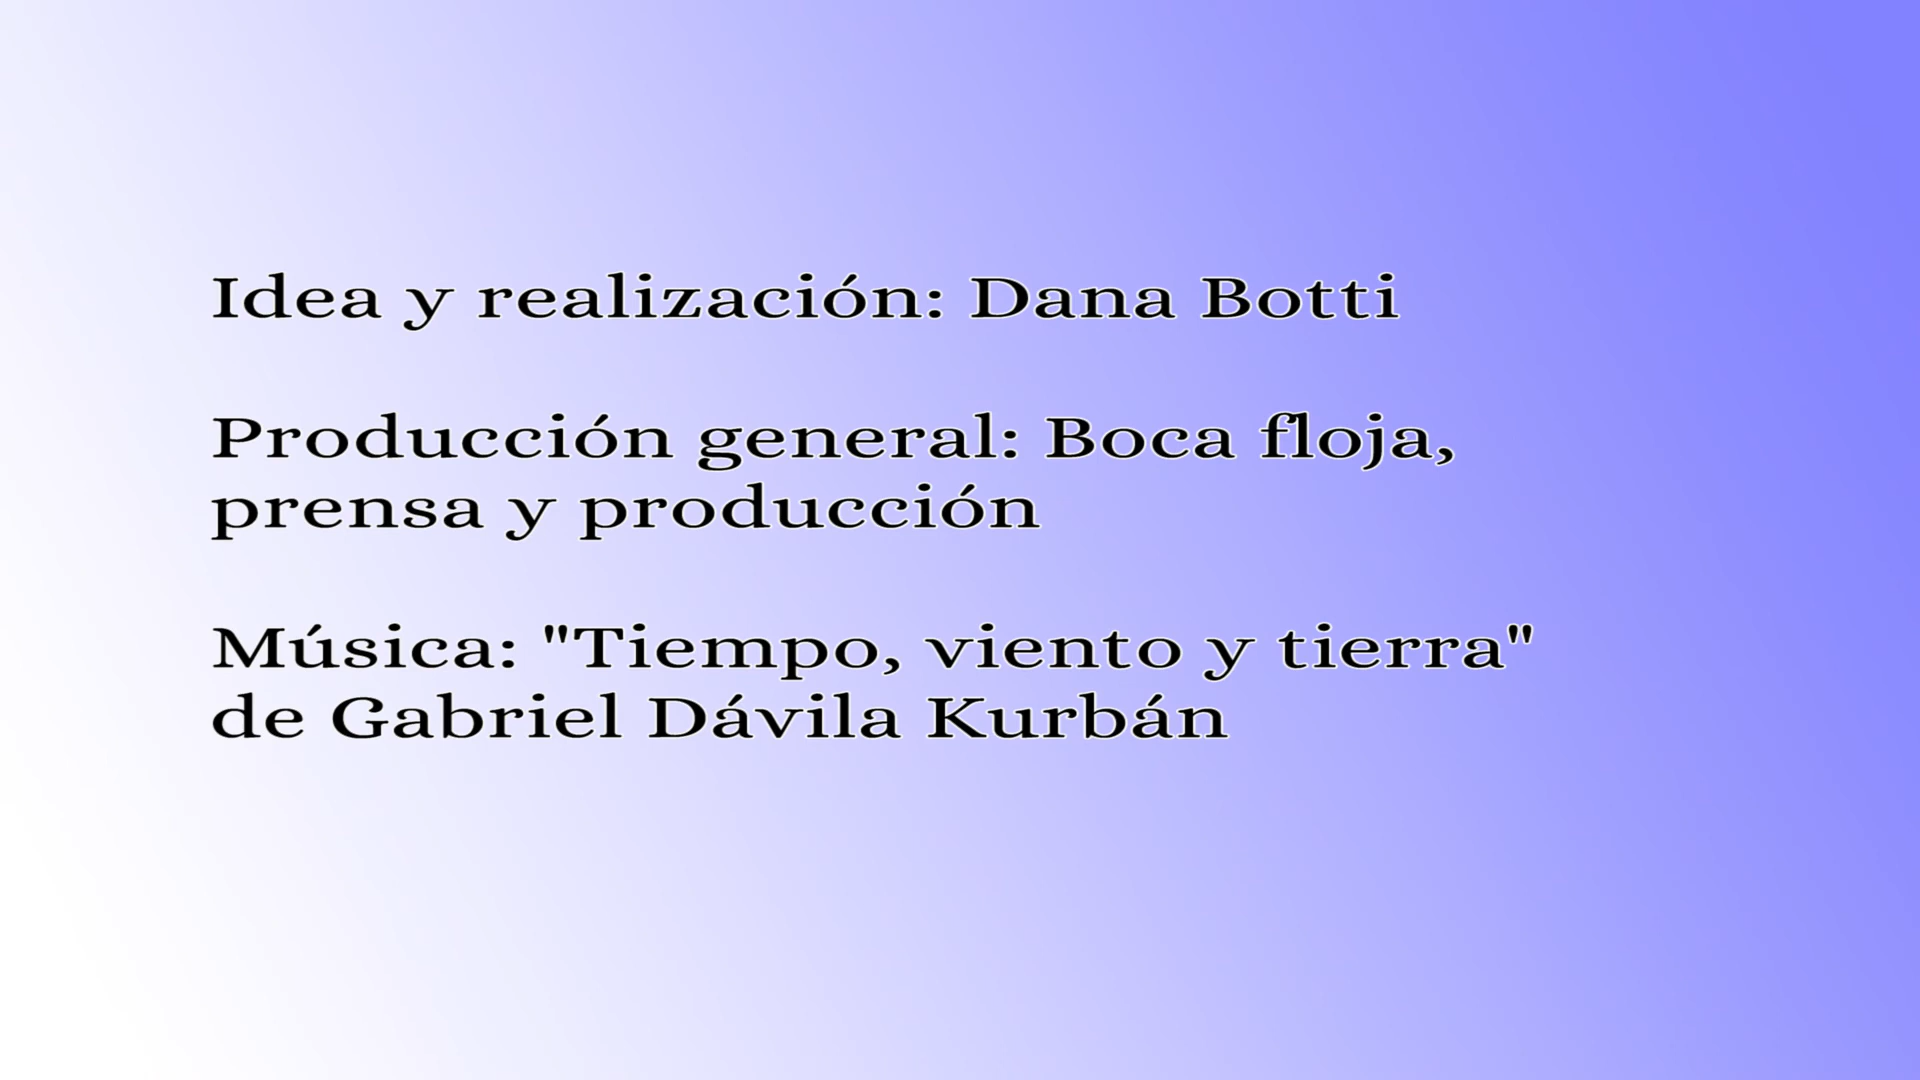 Idea y realización: Dana Botti
Producción general: Boca floja,
prensa y producción
Música: "Tiempo, viento y tierra"
de Gabriel Dávila Kurbán